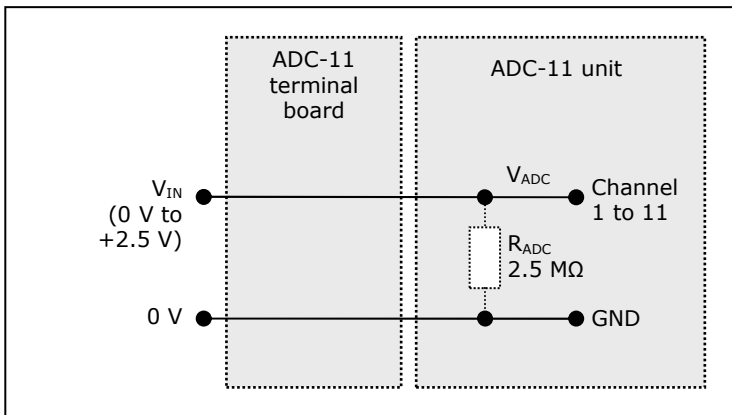 ADC-11
terminal
board
ADC-11 unit
V_IN
(0 V to
+2.5 V)
V_ADC
Channel
1 to 11
R_ADC
2.5 MΩ
0 V
GND